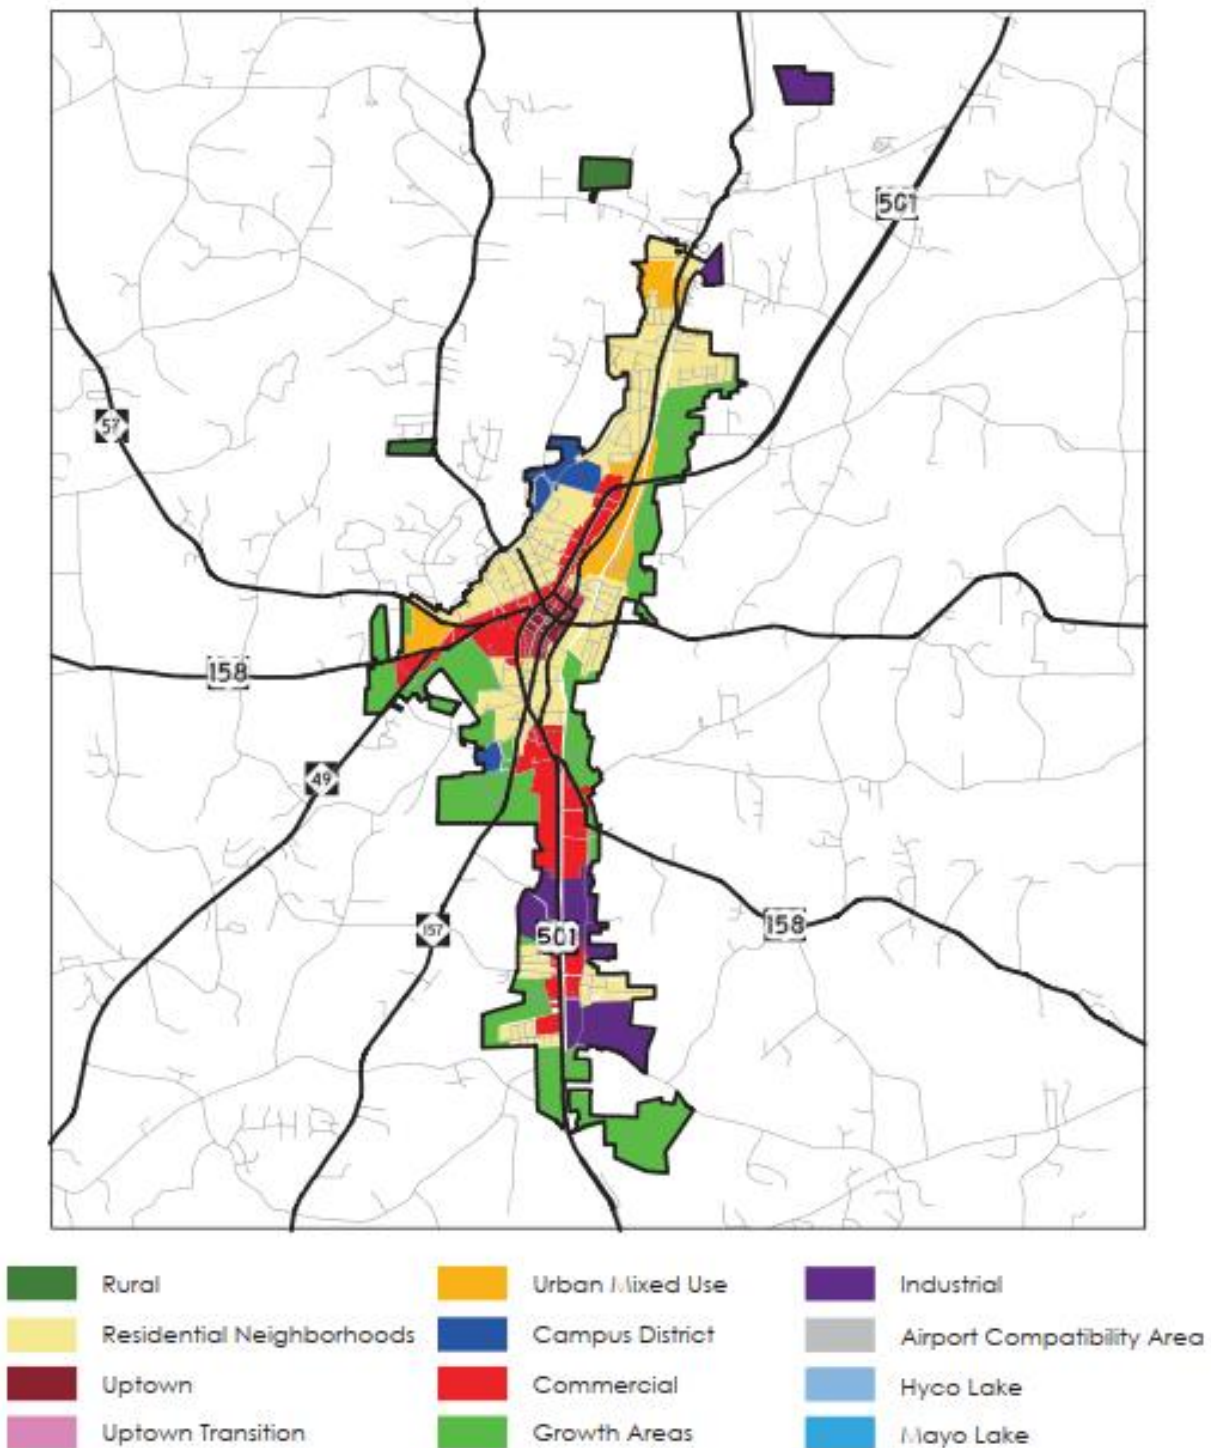 501
57
158
49
157
501
158
Rural
Urban Mixed Use
Industrial
Residential Neighborhoods
Campus District
Airport Compatibility Area
Uptown
Commercial
Hyco Lake
Uptown Transition
Growth Areas
Mayo Lake